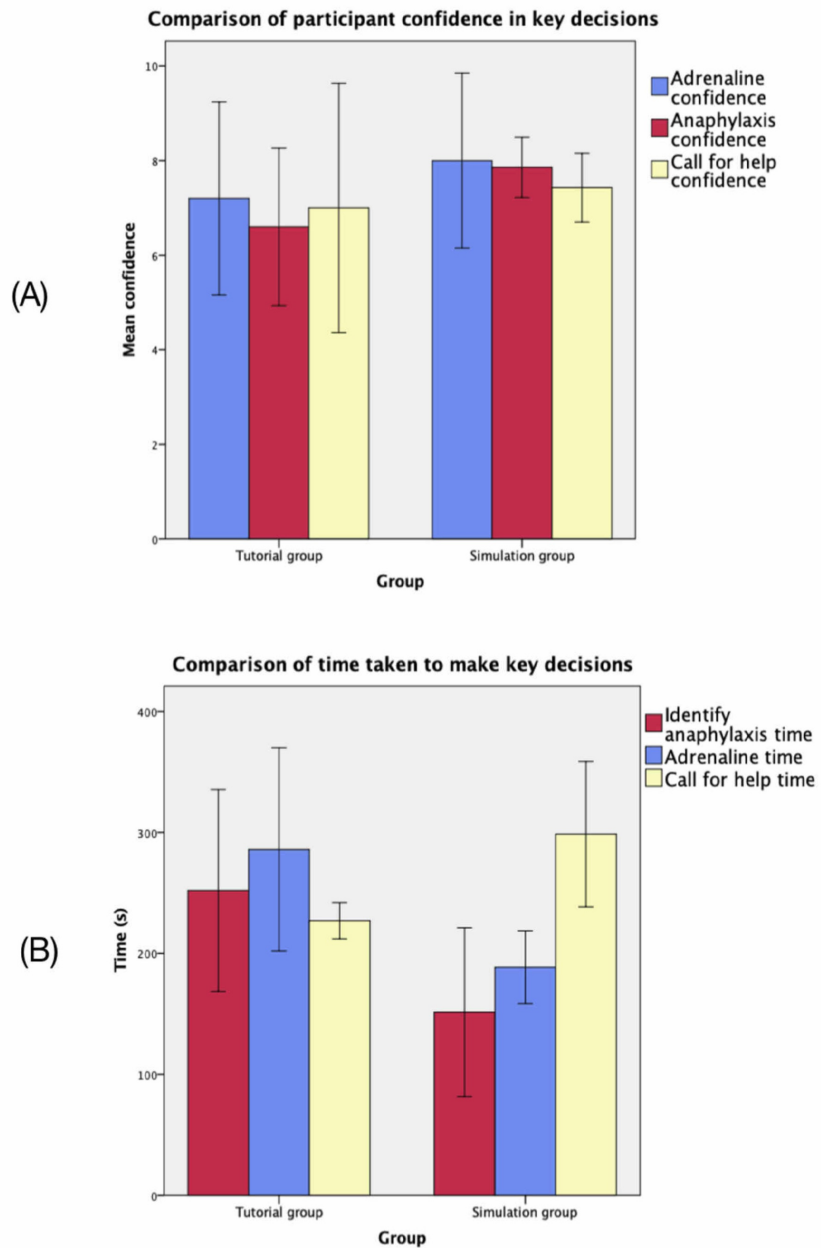 Comparison of participant confidence in key decisions
10
8
6
4
2
0
Mean confidence
Adrenaline
confidence
Anaphylaxis
confidence
Call for help
confidence
(A)
Tutorial group
Simulation group
Group
Comparison of time taken to make key decisions
400
300
200
100
0
Time (s)
Identify
anaphylaxis time
Adrenaline time
Call for help time
(B)
Tutorial group
Simulation group
Group